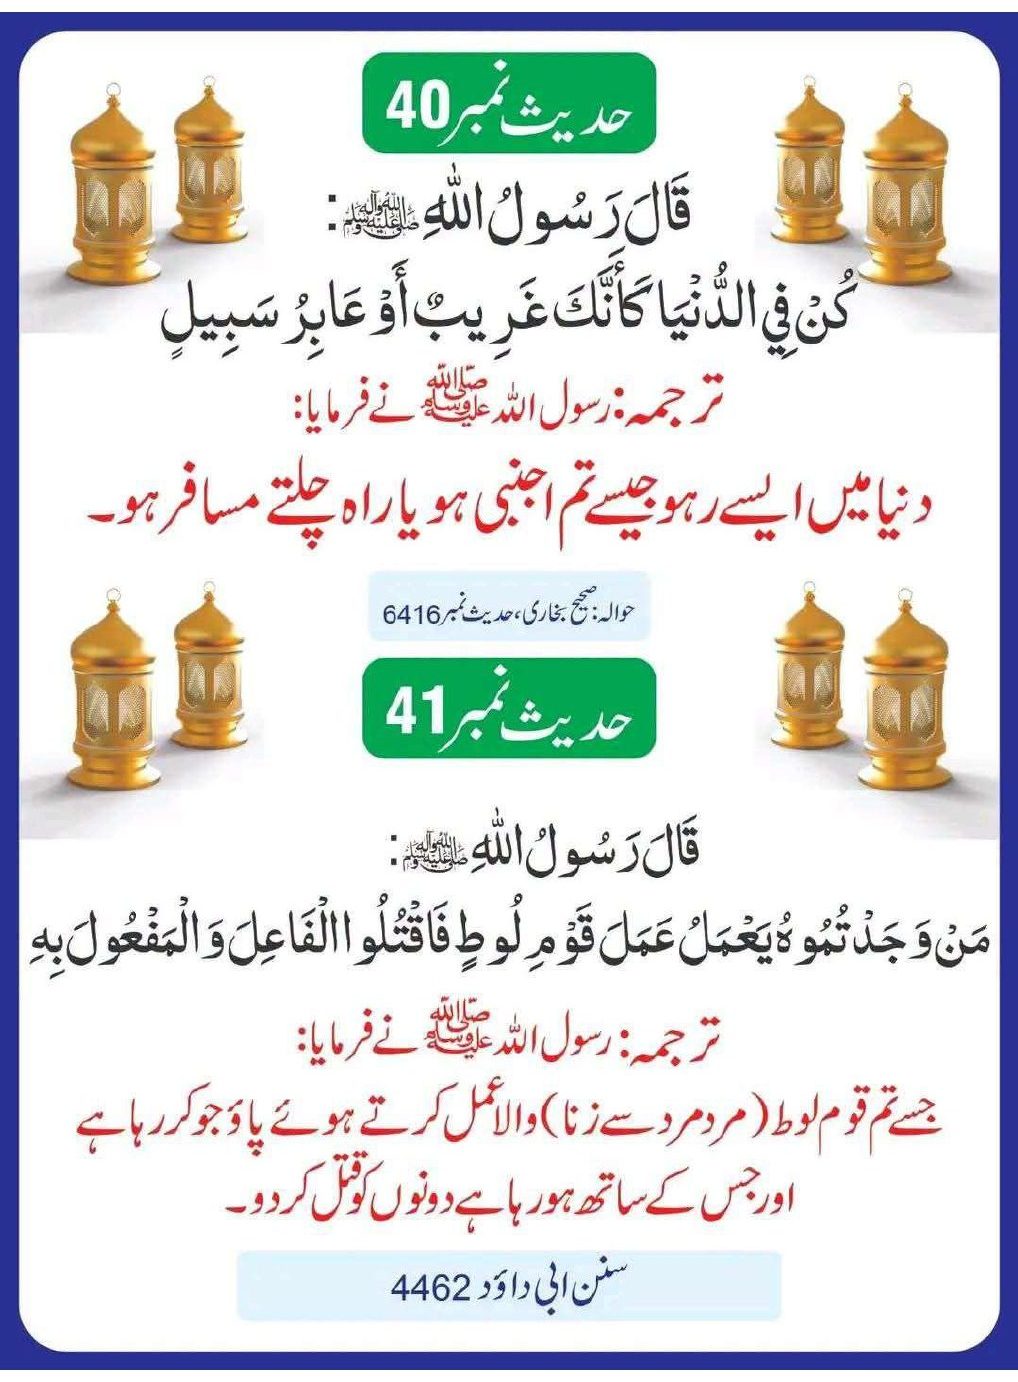 حدیث نمبر 40
قَالَ رَسُولُ اللّٰهِ ﷺ:
كُنْ فِي الدُّنْيَا كَأَنَّكَ غَرِيبٌ أَوْ عَابِرُ سَبِيلٍ
ترجمہ: رسول اللہ ﷺ نے فرمایا:
دنیا میں ایسے رہو جیسے تم اجنبی ہو یا راہ چلتے مسافر ہو۔
حوالہ: صحیح بخاری، حدیث نمبر 6416
حدیث نمبر 41
قَالَ رَسُولُ اللّٰهِ ﷺ:
مَنْ وَجَدْتُمُوهُ يَعْمَلُ عَمَلَ قَوْمِ لُوطٍ فَاقْتُلُوا الْفَاعِلَ وَالْمَفْعُولَ بِهِ
ترجمہ: رسول اللہ ﷺ نے فرمایا:
جسے تم قوم لوط (مرد مرد سے زنا) والا عمل کرتے ہوئے پاؤ جو کر رہا ہے
اور جس کے ساتھ ہو رہا ہے دونوں کو قتل کر دو۔
سنن ابی داؤد 4462